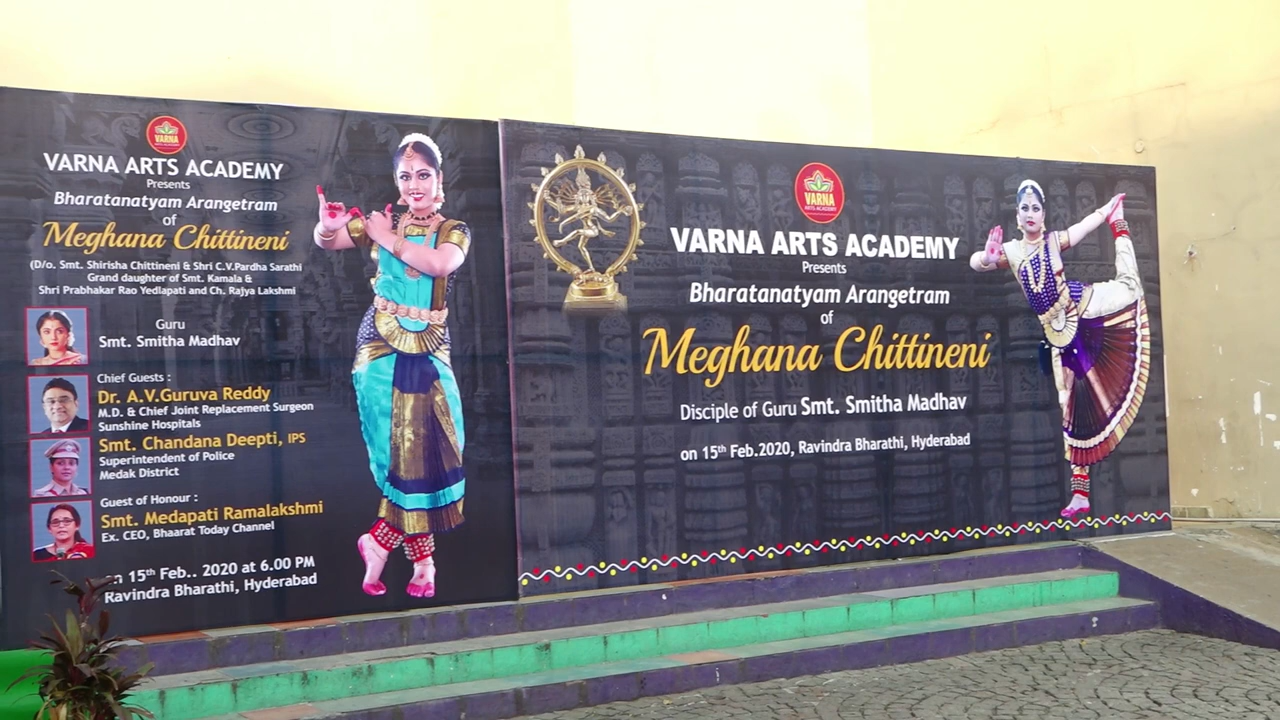 VARNA
ARTS ACADEMY
VARNA ARTS ACADEMY
Presents
Bharatanatyam Arangetram
of
Meghana Chittineni
(D/o. Smt. Shirisha Chittineni & Shri C.V.Pardha Sarathi
Grand daughter of Smt. Kamala &
Shri Prabhakar Rao Yedlapati and Ch. Rajya Lakshmi
Guru
Smt. Smitha Madhav
Chief Guests :
Dr. A.V.Guruva Reddy
M.D. & Chief Joint Replacement Surgeon
Sunshine Hospitals
Smt. Chandana Deepti, IPS
Superintendent of Police
Medak District
Guest of Honour :
Smt. Medapati Ramalakshmi
Ex. CEO, Bhaarat Today Channel
on 15th Feb.. 2020 at 6.00 PM
Ravindra Bharathi, Hyderabad
VARNA
ARTS ACADEMY
VARNA ARTS ACADEMY
Presents
Bharatanatyam Arangetram
of
Meghana Chittineni
Disciple of Guru Smt. Smitha Madhav
on 15th Feb.2020, Ravindra Bharathi, Hyderabad